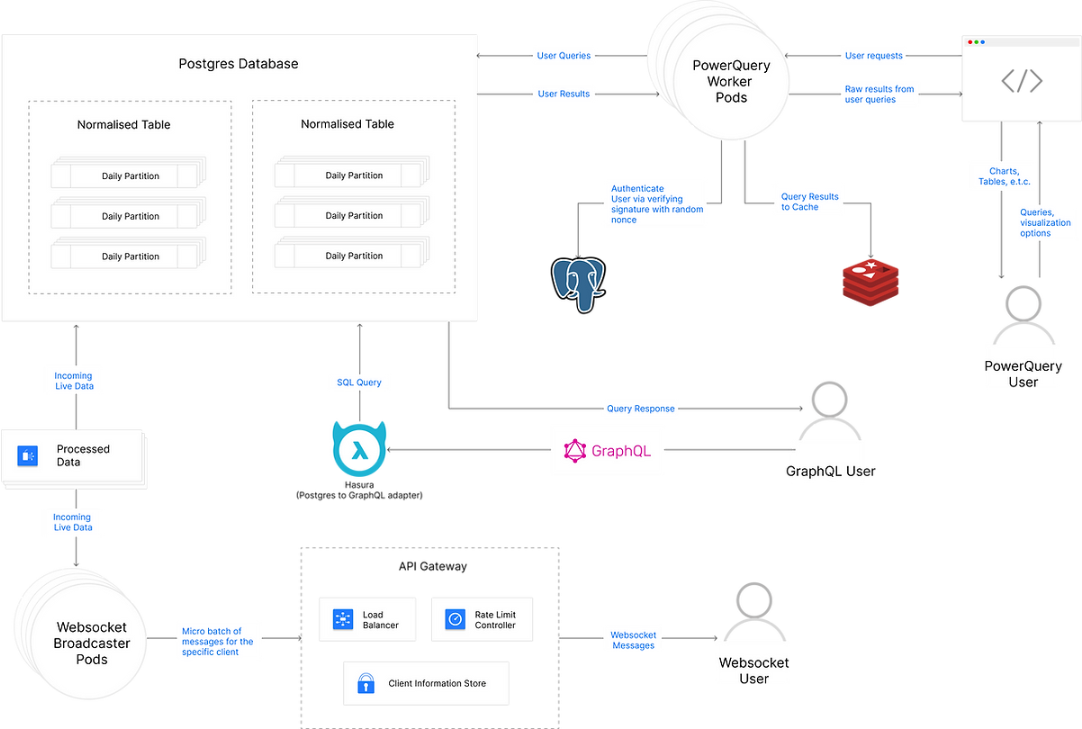 Postgres Database
Normalised Table
Daily Partition
Daily Partition
Daily Partition
Normalised Table
Daily Partition
Daily Partition
Daily Partition
User Queries
User Results
PowerQuery
Worker
Pods
User requests
Raw results from
user queries
</>
Authenticate
User via verifying
signature with random
nonce
Query Results
to Cache
Charts,
Tables, e.t.c.
Queries,
visualization
options
PowerQuery
User
Incoming
Live Data
SQL Query
Query Response
Processed
Data
λ
Hasura
(Postgres to GraphQL adapter)
GraphQL
GraphQL User
Incoming
Live Data
Websocket
Broadcaster
Pods
Micro batch of
messages for the
specific client
API Gateway
Load
Balancer
Rate Limit
Controller
Client Information Store
Websocket
Messages
Websocket
User